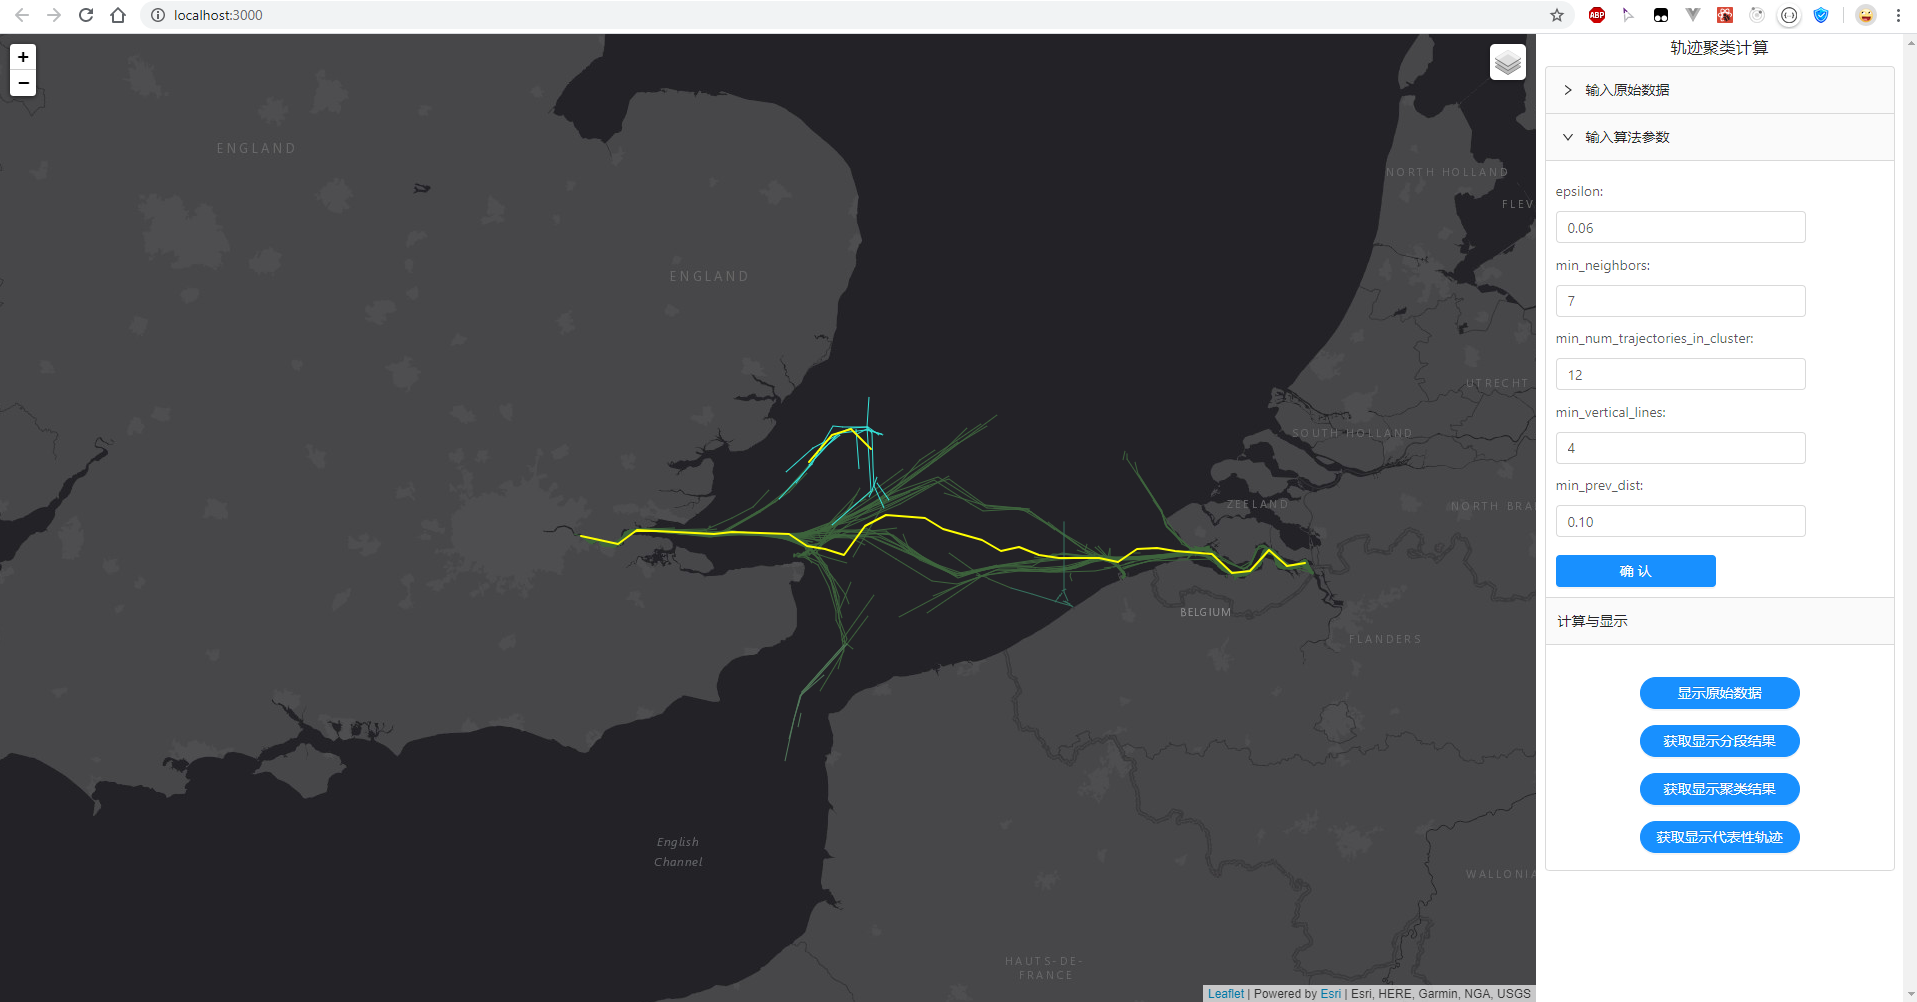 localhost:3000
ABP
+
−
ENGLAND
ENGLAND
NORTH HOLLAND
FLEV
UTRECHT
SOUTH HOLLAND
ZEELAND
NORTH BRA
BELGIUM
FLANDERS
English
Channel
WALLONIA
HAUTS-DE-
FRANCE
Leaflet | Powered by Esri | Esri, HERE, Garmin, NGA, USGS
轨迹聚类计算
输入原始数据
输入算法参数
epsilon:
0.06
min_neighbors:
7
min_num_trajectories_in_cluster:
12
min_vertical_lines:
4
min_prev_dist:
0.10
确 认
计算与显示
显示原始数据
获取显示分段结果
获取显示聚类结果
获取显示代表性轨迹